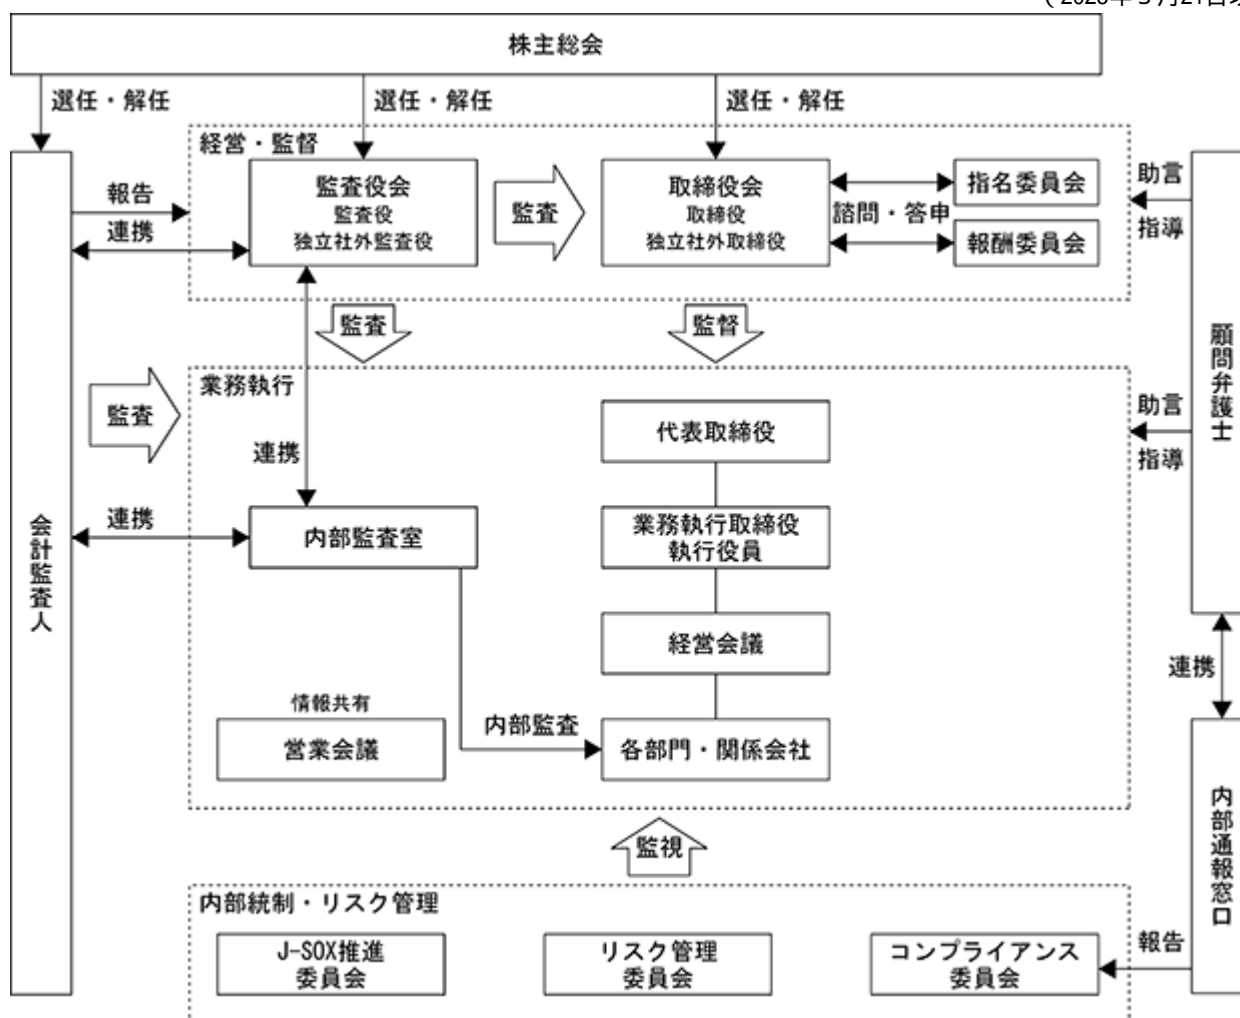 株主総会
選任・解任
選任・解任
選任・解任
経営・監督
監査役会
監査役
独立社外監査役
監査
取締役会
取締役
独立社外取締役
諮問・答申
指名委員会
報酬委員会
報告
連携
助言
指導
監査
監督
顧問弁護士
業務執行
監査
連携
代表取締役
助言
指導
連携
内部監査室
業務執行取締役
執行役員
会計監査人
経営会議
連携
情報共有
営業会議
内部監査
各部門・関係会社
内部通報窓口
監視
内部統制・リスク管理
J-SOX推進
委員会
リスク管理
委員会
コンプライアンス
委員会
報告